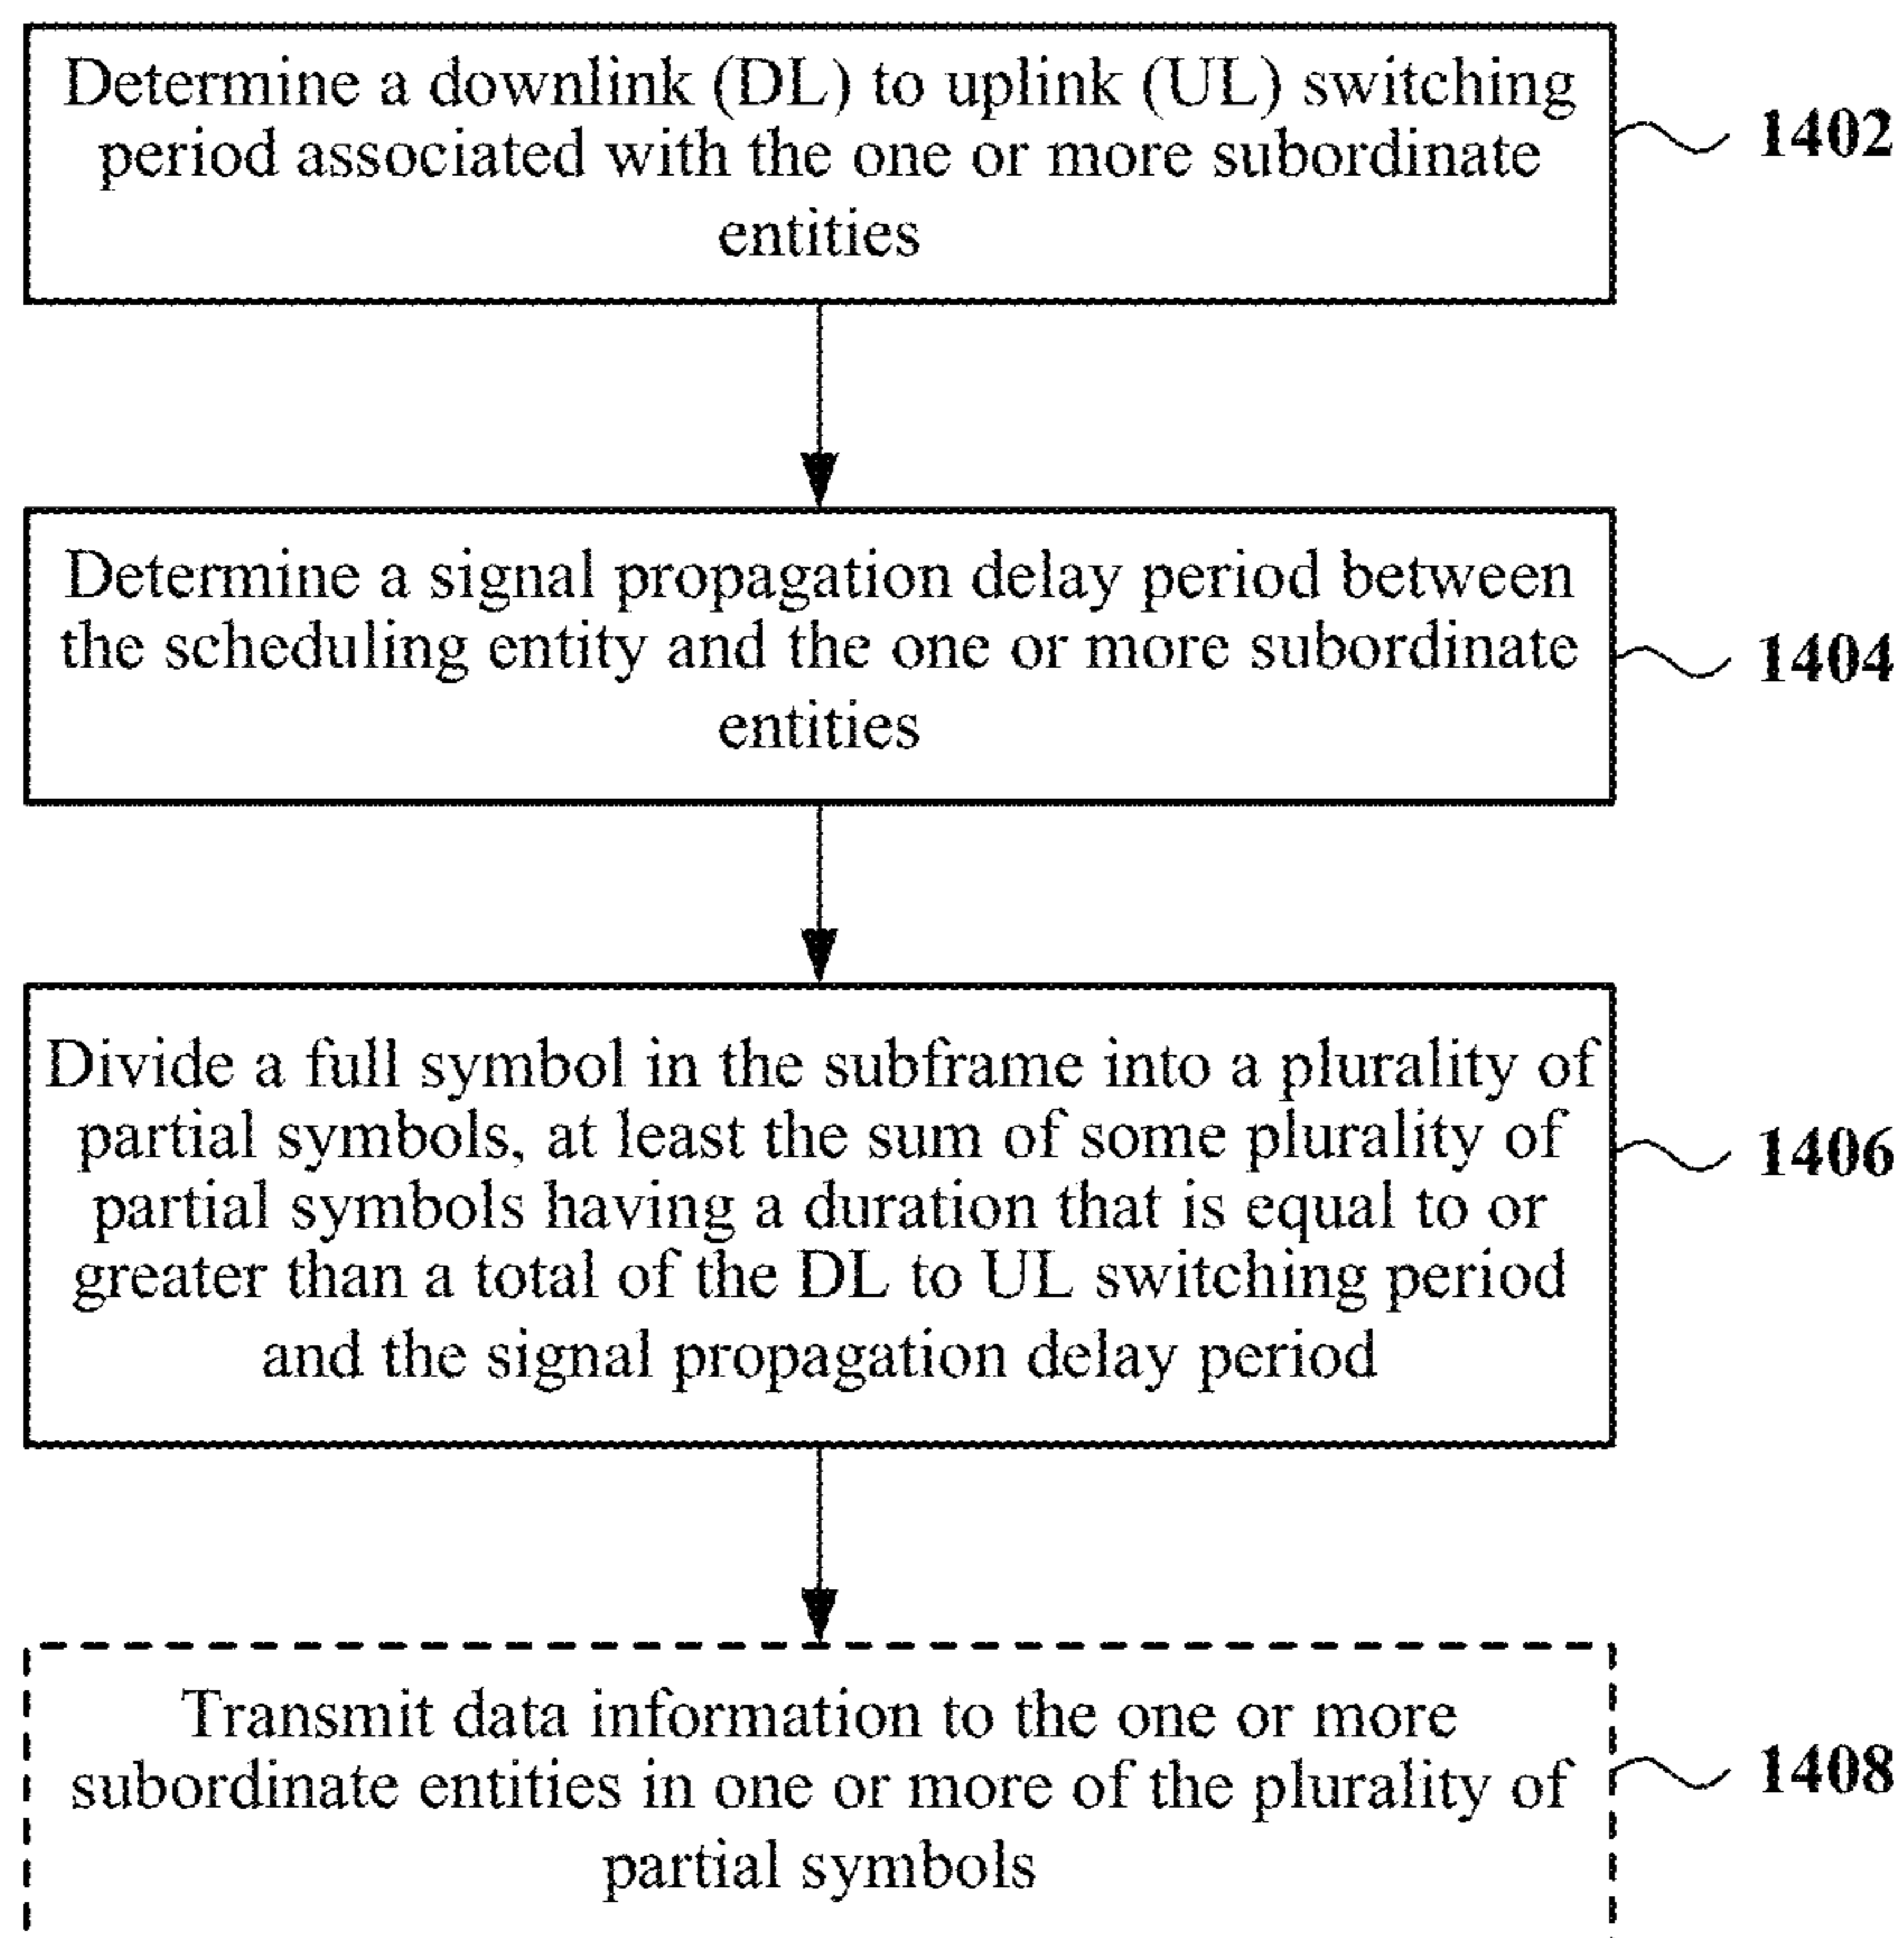 Determine a downlink (DL) to uplink (UL) switching
period associated with the one or more subordinate
entities
1402
Determine a signal propagation delay period between
the scheduling entity and the one or more subordinate
entities
1404
Divide a full symbol in the subframe into a plurality of
partial symbols, at least the sum of some plurality of
partial symbols having a duration that is equal to or
greater than a total of the DL to UL switching period
and the signal propagation delay period
1406
Transmit data information to the one or more
subordinate entities in one or more of the plurality of
partial symbols
1408